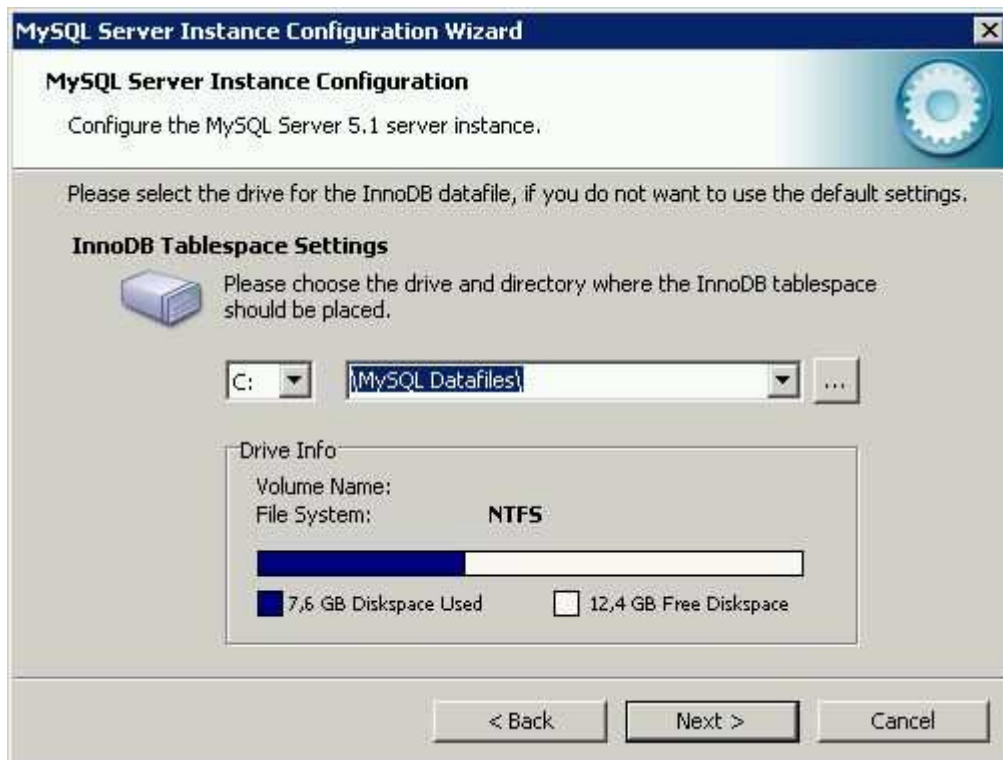 MySQL Server Instance Configuration Wizard
MySQL Server Instance Configuration
Configure the MySQL Server 5.1 server instance.
Please select the drive for the InnoDB datafile, if you do not want to use the default settings.
InnoDB Tablespace Settings
Please choose the drive and directory where the InnoDB tablespace
should be placed.
C: \MySQL Datafiles\ ...
Drive Info
Volume Name:
File System: NTFS
7,6 GB Diskspace Used 12,4 GB Free Diskspace
< Back Next > Cancel